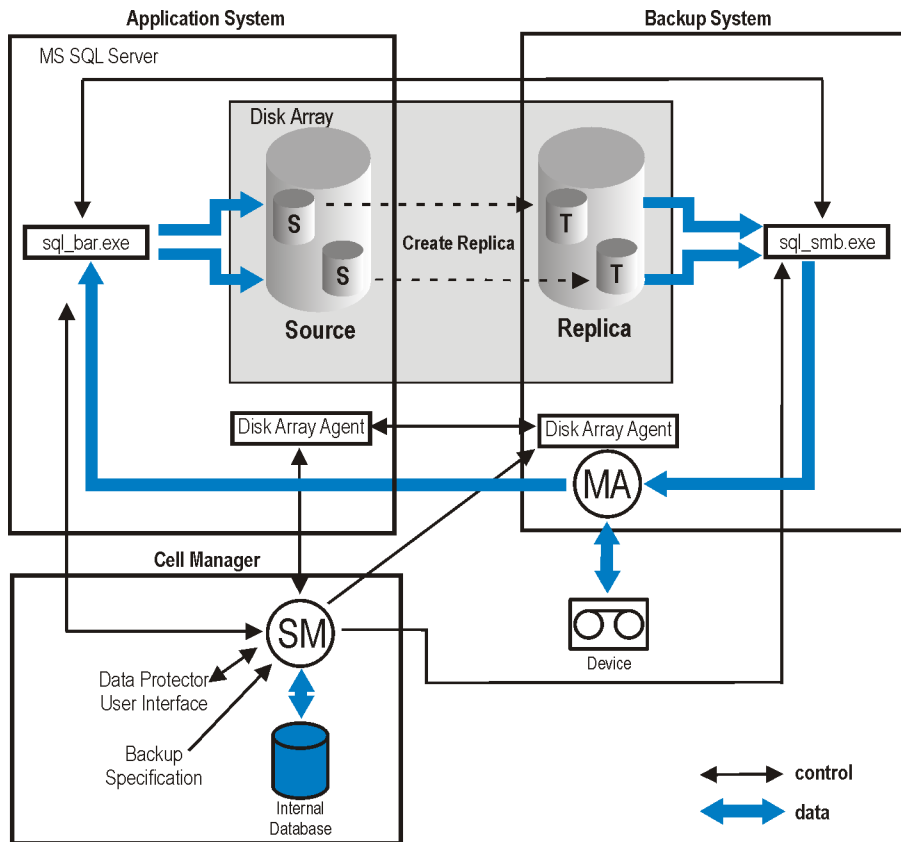 Application System
Backup System
MS SQL Server
Disk Array
S
T
sql_bar.exe
Create Replica
sql_smb.exe
S
T
Source
Replica
Disk Array Agent
Disk Array Agent
MA
Cell Manager
SM
Device
Data Protector
User Interface
Backup
Specification
Internal
Database
control
data